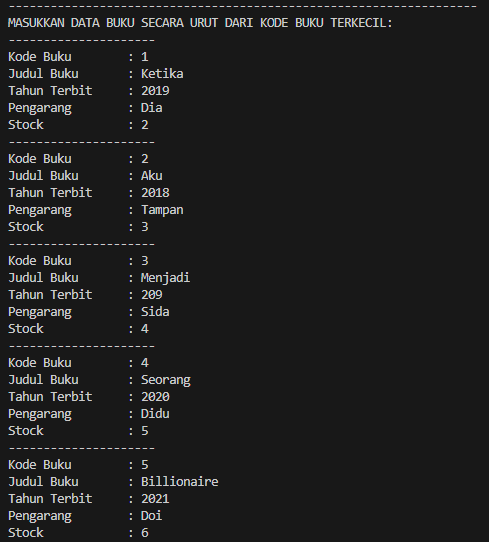 -------------------------------------------------------------------
MASUKKAN DATA BUKU SECARA URUT DARI KODE BUKU TERKECIL:
---------------------
Kode Buku       : 1
Judul Buku      : Ketika
Tahun Terbit    : 2019
Pengarang       : Dia
Stock           : 2
---------------------
Kode Buku       : 2
Judul Buku      : Aku
Tahun Terbit    : 2018
Pengarang       : Tampan
Stock           : 3
---------------------
Kode Buku       : 3
Judul Buku      : Menjadi
Tahun Terbit    : 209
Pengarang       : Sida
Stock           : 4
---------------------
Kode Buku       : 4
Judul Buku      : Seorang
Tahun Terbit    : 2020
Pengarang       : Didu
Stock           : 5
---------------------
Kode Buku       : 5
Judul Buku      : Billionaire
Tahun Terbit    : 2021
Pengarang       : Doi
Stock           : 6